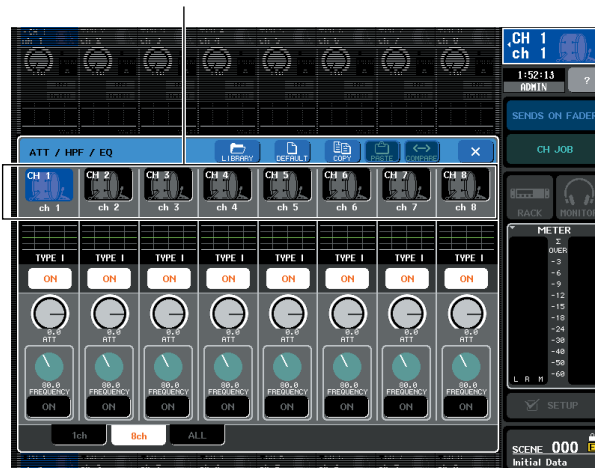 CH 1
ch 1
1:52:13
ADMIN
?
SENDS ON FADER
CH JOB
RACK
MONITOR
METER
Σ
OVER
-3
-6
-9
-12
-15
-18
-24
-30
-40
-50
-60
L R M
SETUP
SCENE 000
Initial Data
ATT / HPF / EQ
LIBRARY
DEFAULT
COPY
PASTE
COMPARE
×
CH 1 CH 2 CH 3 CH 4 CH 5 CH 6 CH 7 CH 8
ch 1 ch 2 ch 3 ch 4 ch 5 ch 6 ch 7 ch 8
TYPE I TYPE I TYPE I TYPE I TYPE I TYPE I TYPE I TYPE I
ON ON ON ON ON ON ON ON
0.0 0.0 0.0 0.0 0.0 0.0 0.0 0.0
ATT ATT ATT ATT ATT ATT ATT ATT
80.0 80.0 80.0 80.0 80.0 80.0 80.0 80.0
FREQUENCY FREQUENCY FREQUENCY FREQUENCY FREQUENCY FREQUENCY FREQUENCY FREQUENCY
ON ON ON ON ON ON ON ON
1ch 8ch ALL